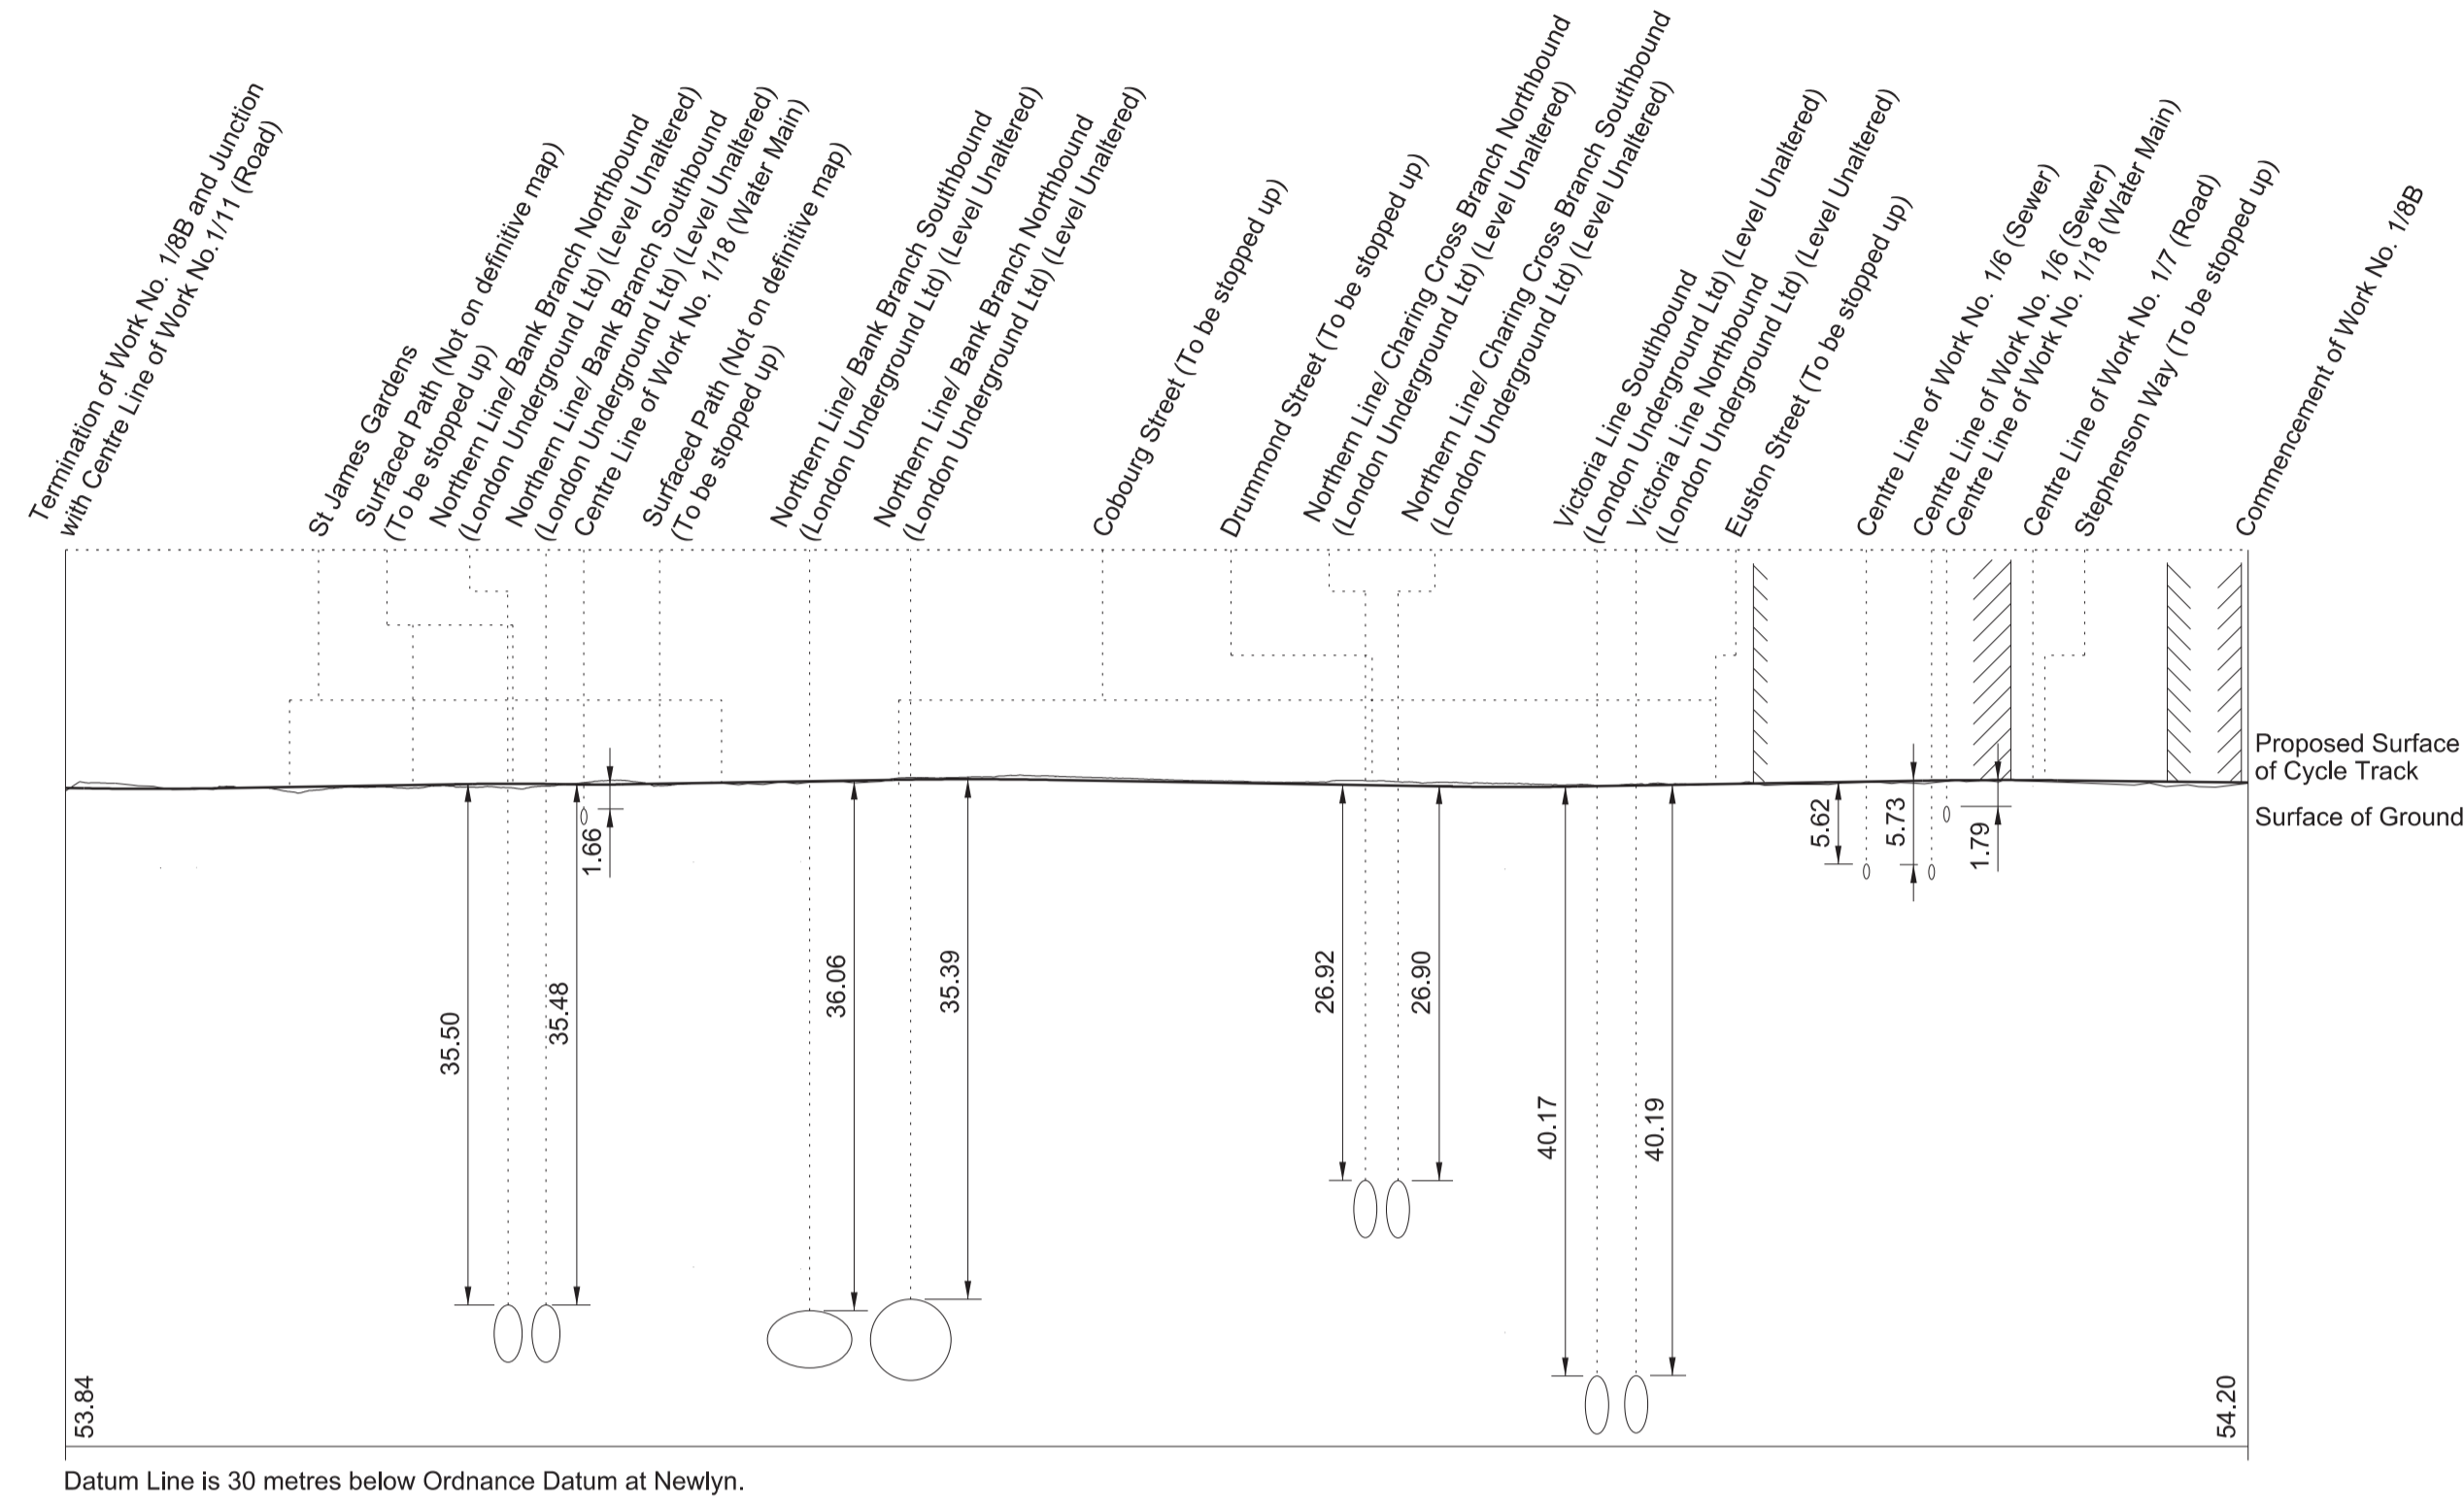 Termination of Work No. 1/8B and Junction
with Centre Line of Work No.1/11 (Road)
St James Gardens
Surfaced Path (Not on definitive map)
(To be stopped up)
Northern Line/ Bank Branch Northbound
(London Underground Ltd) (Level Unaltered)
Northern Line/ Bank Branch Southbound
(London Underground Ltd) (Level Unaltered)
Centre Line of Work No. 1/18 (Water Main)
Surfaced Path (Not on definitive map)
(To be stopped up)
Northern Line/ Bank Branch Southbound
(London Underground Ltd) (Level Unaltered)
Northern Line/ Bank Branch Northbound
(London Underground Ltd) (Level Unaltered)
Cobourg Street (To be stopped up)
Drummond Street (To be stopped up)
Northern Line/ Charing Cross Branch Northbound
(London Underground Ltd) (Level Unaltered)
Northern Line/ Charing Cross Branch Southbound
(London Underground Ltd) (Level Unaltered)
Victoria Line Southbound
(London Underground Ltd) (Level Unaltered)
Victoria Line Northbound
(London Underground Ltd) (Level Unaltered)
Euston Street (To be stopped up)
Centre Line of Work No. 1/6 (Sewer)
Centre Line of Work No. 1/6 (Sewer)
Centre Line of Work No. 1/18 (Water Main)
Centre Line of Work No. 1/7 (Road)
Stephenson Way (To be stopped up)
Commencement of Work No. 1/8B
Proposed Surface
of Cycle Track
Surface of Ground
35.50
35.48
1.66
36.06
35.39
26.92
26.90
40.17
40.19
5.62
5.73
1.79
53.84
54.20
Datum Line is 30 metres below Ordnance Datum at Newlyn.